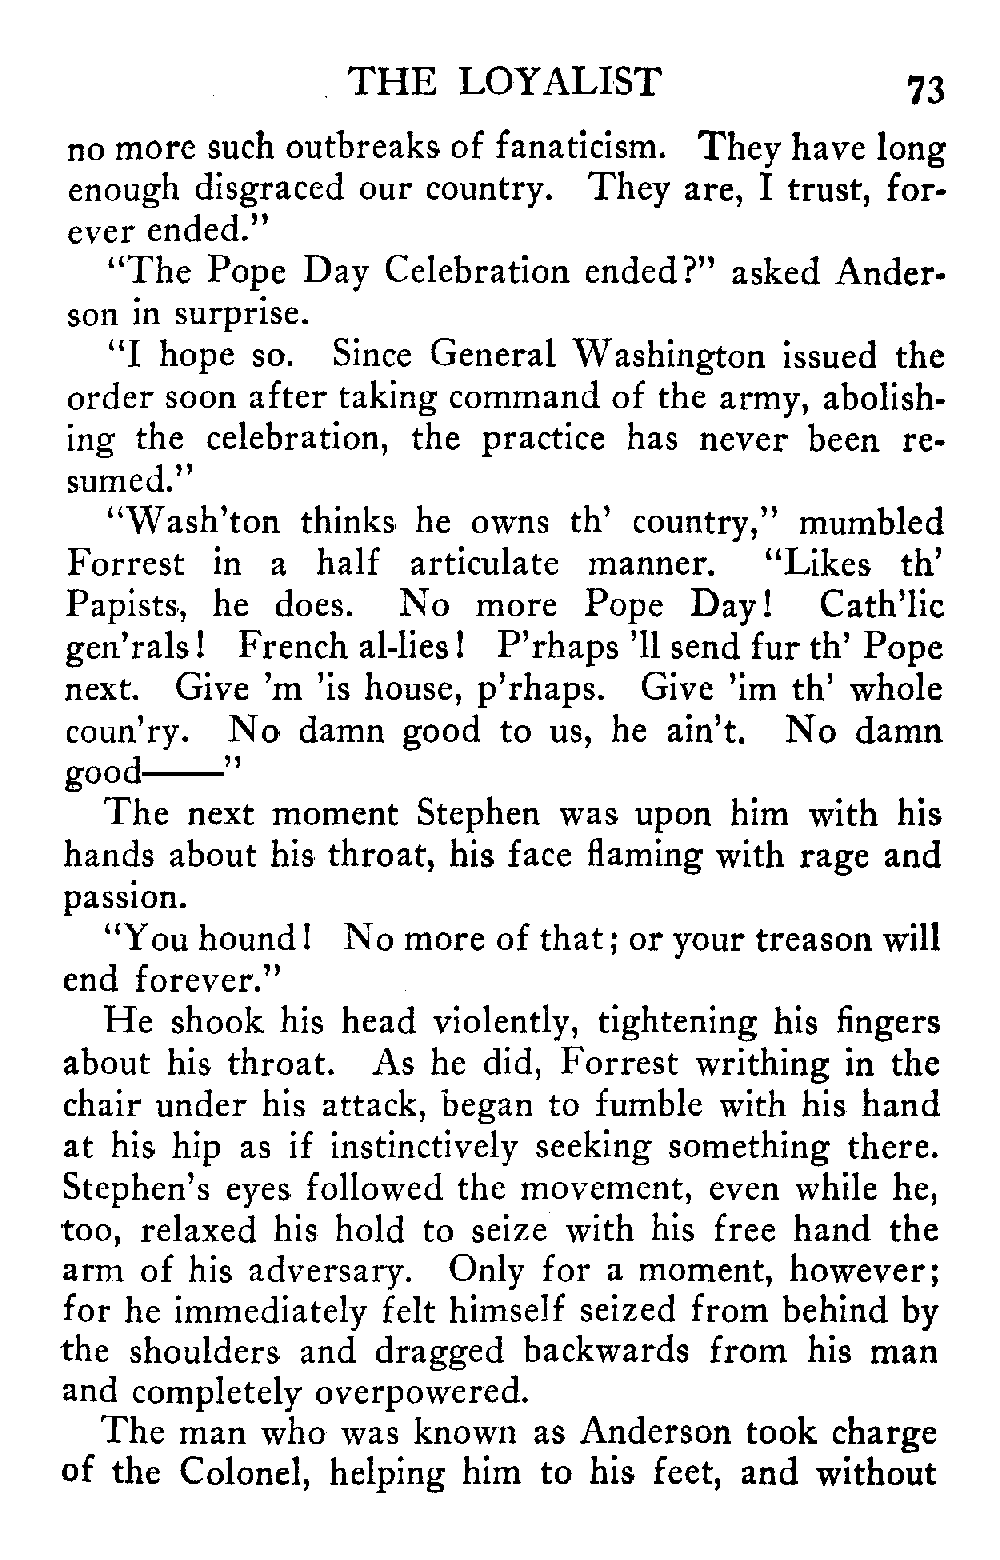 THE LOYALIST 73
no more such outbreaks of fanaticism. They have long
enough disgraced our country. They are, I trust, for-
ever ended."
"The Pope Day Celebration ended?" asked Ander-
son in surprise.
"I hope so. Since General Washington issued the
order soon after taking command of the army, abolish-
ing the celebration, the practice has never been re-
sumed."
"Wash'ton thinks he owns th' country," mumbled
Forrest in a half articulate manner. "Likes th'
Papists, he does. No more Pope Day! Cath'lic
gen'rals! French al-lies! P'rhaps 'll send fur th' Pope
next. Give 'm 'is house, p'rhaps. Give 'im th' whole
coun'ry. No damn good to us, he ain't. No damn
good——"
The next moment Stephen was upon him with his
hands about his throat, his face flaming with rage and
passion.
"You hound! No more of that; or your treason will
end forever."
He shook his head violently, tightening his fingers
about his throat. As he did, Forrest writhing in the
chair under his attack, began to fumble with his hand
at his hip as if instinctively seeking something there.
Stephen's eyes followed the movement, even while he,
too, relaxed his hold to seize with his free hand the
arm of his adversary. Only for a moment, however;
for he immediately felt himself seized from behind by
the shoulders and dragged backwards from his man
and completely overpowered.
The man who was known as Anderson took charge
of the Colonel, helping him to his feet, and without